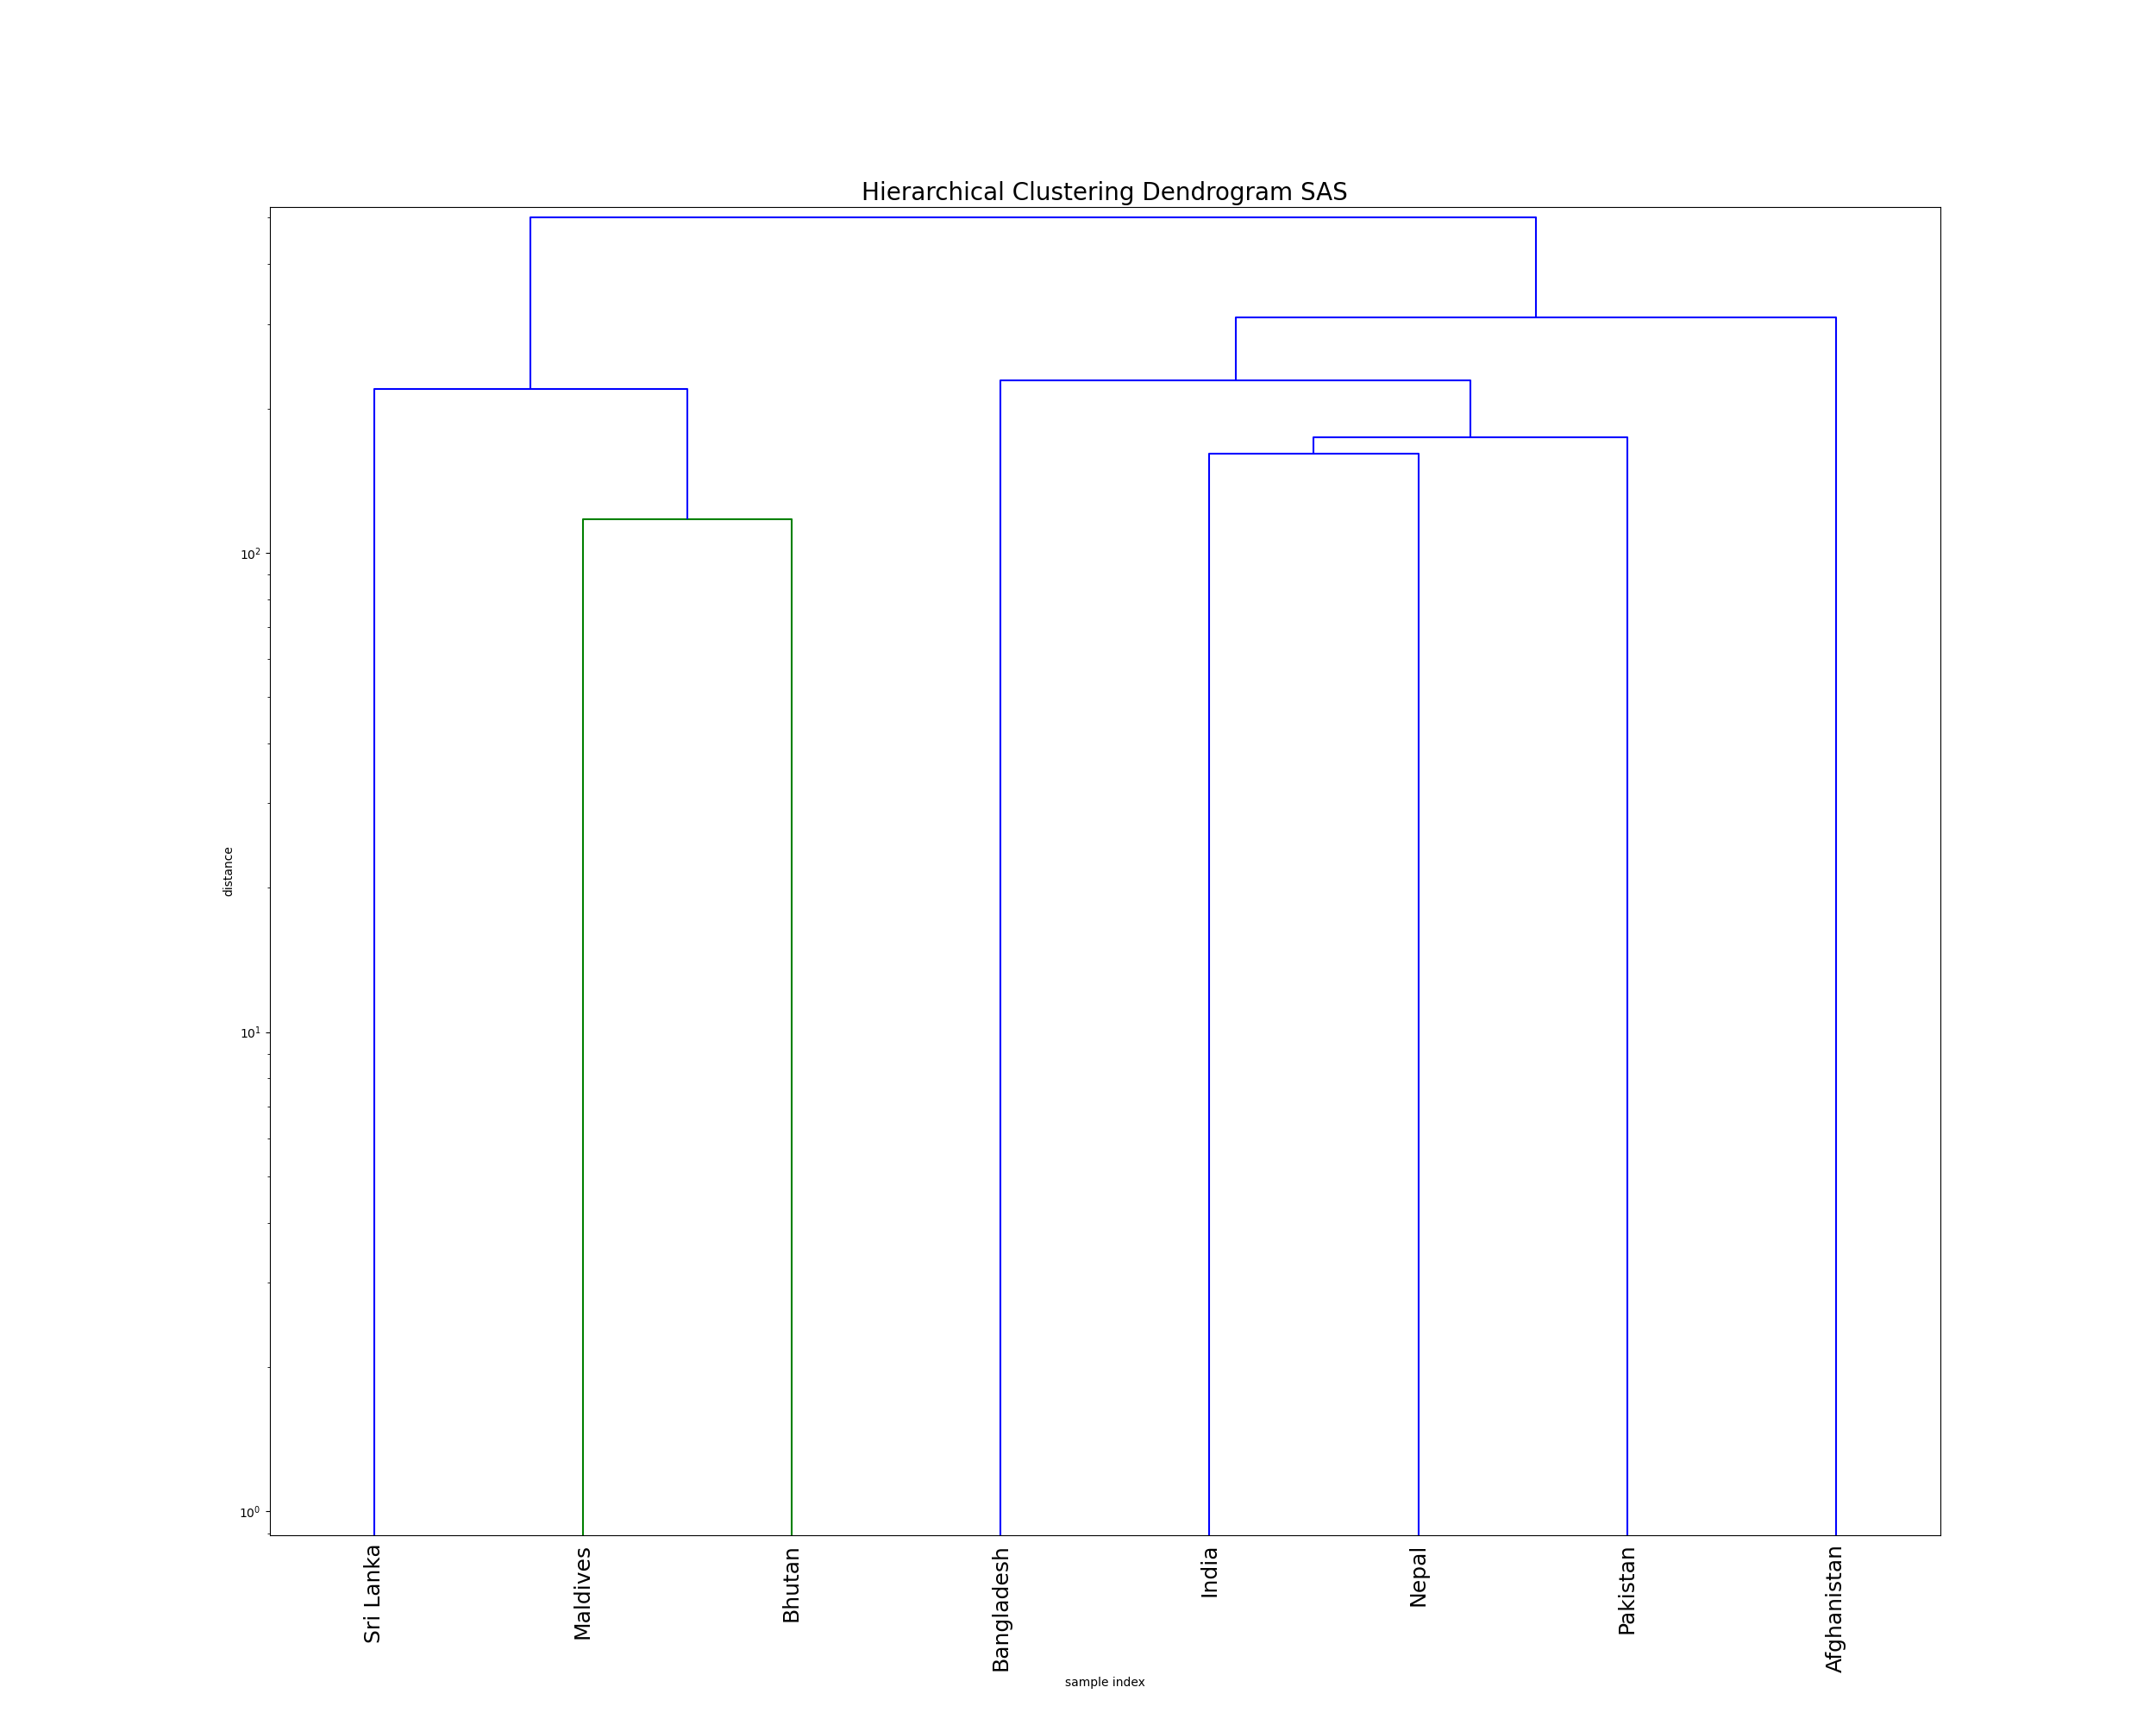 Hierarchical Clustering Dendrogram SAS
distance
10²
10¹
10⁰
Sri Lanka
Maldives
Bhutan
Bangladesh
India
Nepal
Pakistan
Afghanistan
sample index